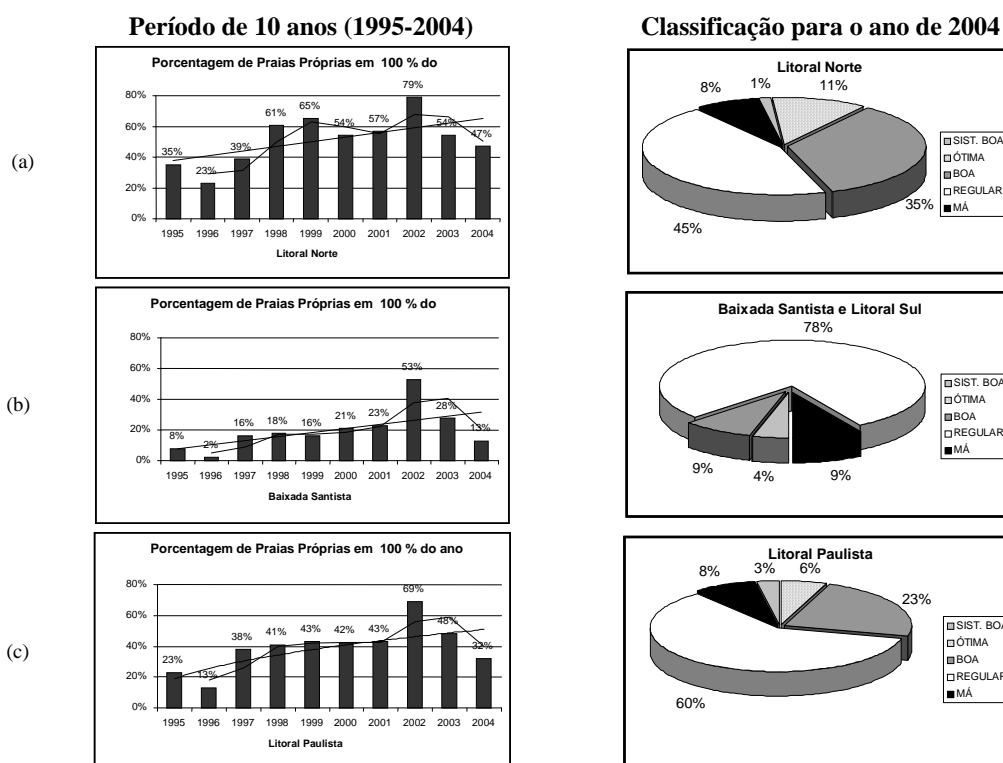 Período de 10 anos (1995-2004)
Classificação para o ano de 2004
(a)
Porcentagem de Praias Próprias em 100 % do
80%
60%
40%
20%
0%
35%
23%
39%
61%
65%
54%
57%
79%
54%
47%
1995 1996 1997 1998 1999 2000 2001 2002 2003 2004
Litoral Norte
Litoral Norte
8%
1%
11%
35%
45%
SIST. BOA
ÓTIMA
BOA
REGULAR
MÁ
(b)
Porcentagem de Praias Próprias em 100 % do
80%
60%
40%
20%
0%
8%
2%
16%
18%
16%
21%
23%
53%
28%
13%
1995 1996 1997 1998 1999 2000 2001 2002 2003 2004
Baixada Santista
Baixada Santista e Litoral Sul
78%
9%
4%
9%
SIST. BOA
ÓTIMA
BOA
REGULAR
MÁ
(c)
Porcentagem de Praias Próprias em 100 % do ano
80%
60%
40%
20%
0%
23%
13%
38%
41%
43%
42%
43%
69%
48%
32%
1995 1996 1997 1998 1999 2000 2001 2002 2003 2004
Litoral Paulista
Litoral Paulista
8%
3%
6%
23%
60%
SIST. BOA
ÓTIMA
BOA
REGULAR
MÁ